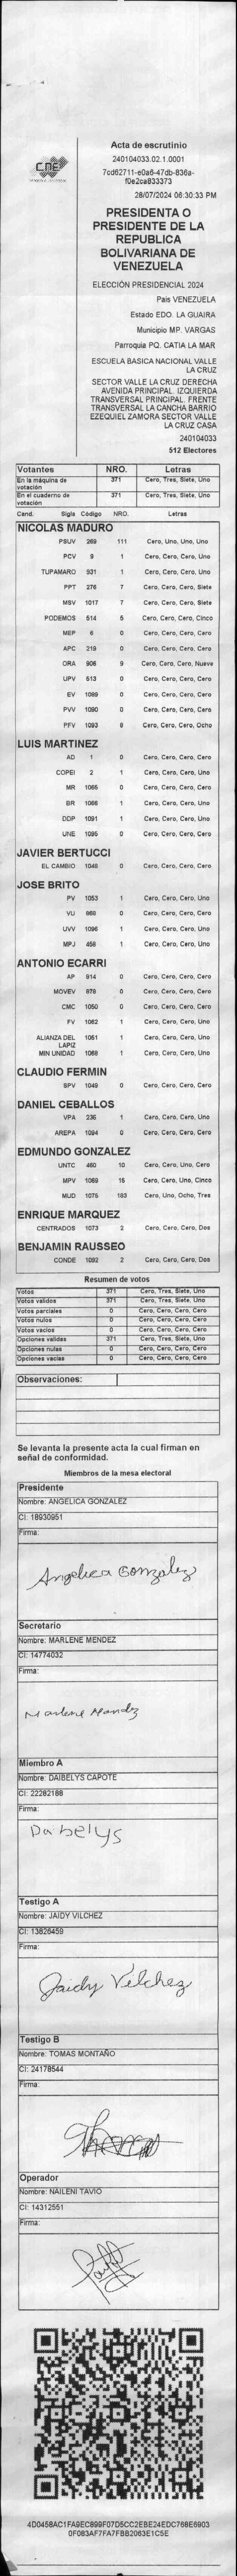 CNE
Acta de escrutinio
240104033.02.1.0001
7cd62711-e0a6-47db-836a-
f0e2ca833373
28/07/2024 06:30:33 PM
PRESIDENTA O
PRESIDENTE DE LA
REPUBLICA
BOLIVARIANA DE
VENEZUELA
ELECCIÓN PRESIDENCIAL 2024
Pais VENEZUELA
Estado EDO. LA GUAIRA
Municipio MP. VARGAS
Parroquia PQ. CATIA LA MAR
ESCUELA BASICA NACIONAL VALLE
LA CRUZ
SECTOR VALLE LA CRUZ DERECHA
AVENIDA PRINCIPAL. IZQUIERDA
TRANSVERSAL PRINCIPAL. FRENTE
TRANSVERSAL LA CANCHA BARRIO
EZEQUIEL ZAMORA SECTOR VALLE
LA CRUZ CASA
240104033
512 Electores
Votantes NRO. Letras
En la máquina de votación 371 Cero, Tres, Siete, Uno
En el cuaderno de votación 371 Cero, Tres, Siete, Uno
Cand. Sigls Código NRO. Letras
NICOLAS MADURO
PSUV 269 111 Cero, Uno, Uno, Uno
PCV 9 1 Cero, Cero, Cero, Uno
TUPAMARO 931 1 Cero, Cero, Cero, Uno
PPT 276 7 Cero, Cero, Cero, Siete
MSV 1017 7 Cero, Cero, Cero, Siete
PODEMOS 514 5 Cero, Cero, Cero, Cinco
MEP 6 0 Cero, Cero, Cero, Cero
APC 219 0 Cero, Cero, Cero, Cero
ORA 906 9 Cero, Cero, Cero, Nueve
UPV 513 0 Cero, Cero, Cero, Cero
EV 1089 0 Cero, Cero, Cero, Cero
PVV 1090 0 Cero, Cero, Cero, Cero
PFV 1093 8 Cero, Cero, Cero, Ocho
LUIS MARTINEZ
AD 1 0 Cero, Cero, Cero, Cero
COPEI 2 1 Cero, Cero, Cero, Uno
MR 1065 0 Cero, Cero, Cero, Cero
BR 1066 1 Cero, Cero, Cero, Uno
DDP 1091 1 Cero, Cero, Cero, Uno
UNE 1095 0 Cero, Cero, Cero, Cero
JAVIER BERTUCCI
EL CAMBIO 1048 0 Cero, Cero, Cero, Cero
JOSE BRITO
PV 1053 1 Cero, Cero, Cero, Uno
VU 969 0 Cero, Cero, Cero, Cero
UVV 1096 1 Cero, Cero, Cero, Uno
MPJ 458 1 Cero, Cero, Cero, Uno
ANTONIO ECARRI
AP 914 0 Cero, Cero, Cero, Cero
MOVEV 978 0 Cero, Cero, Cero, Cero
CMC 1050 0 Cero, Cero, Cero, Cero
FV 1062 1 Cero, Cero, Cero, Uno
ALIANZA DEL LAPIZ 1061 1 Cero, Cero, Cero, Uno
MIN UNIDAD 1068 1 Cero, Cero, Cero, Uno
CLAUDIO FERMIN
SPV 1049 0 Cero, Cero, Cero, Cero
DANIEL CEBALLOS
VPA 236 1 Cero, Cero, Cero, Uno
AREPA 1094 0 Cero, Cero, Cero, Cero
EDMUNDO GONZALEZ
UNTC 460 10 Cero, Cero, Uno, Cero
MPV 1069 15 Cero, Cero, Uno, Cinco
MUD 1075 183 Cero, Uno, Ocho, Tres
ENRIQUE MARQUEZ
CENTRADOS 1073 2 Cero, Cero, Cero, Dos
BENJAMIN RAUSSEO
CONDE 1092 2 Cero, Cero, Cero, Dos
Resumen de votos
Votos 371 Cero, Tres, Siete, Uno
Votos validos 371 Cero, Tres, Siete, Uno
Votos parciales 0 Cero, Cero, Cero, Cero
Votos nulos 0 Cero, Cero, Cero, Cero
Votos vacios 0 Cero, Cero, Cero, Cero
Opciones validas 371 Cero, Tres, Siete, Uno
Opciones nulas 0 Cero, Cero, Cero, Cero
Opciones vacias 0 Cero, Cero, Cero, Cero
Observaciones:
Se levanta la presente acta la cual firman en
señal de conformidad.
Miembros de la mesa electoral
Presidente
Nombre: ANGELICA GONZALEZ
CI: 18930951
Firma:
Angelica Gonzalez
Secretario
Nombre: MARLENE MENDEZ
CI: 14774032
Firma:
Marlene Mendez
Miembro A
Nombre: DAIBELYS CAPOTE
CI: 22282188
Firma:
Dabelys
Testigo A
Nombre: JAIDY VILCHEZ
CI: 13826459
Firma:
Jaidy Vilchez
Testigo B
Nombre: TOMAS MONTAÑO
CI: 24178544
Firma:
Operador
Nombre: NAILENI TAVIO
CI: 14312551
Firma:
4D045BAC1FA9EC899F07D5CC2EBE24EDC768E6903
0F083AF7FA7FBB2063E1C5E